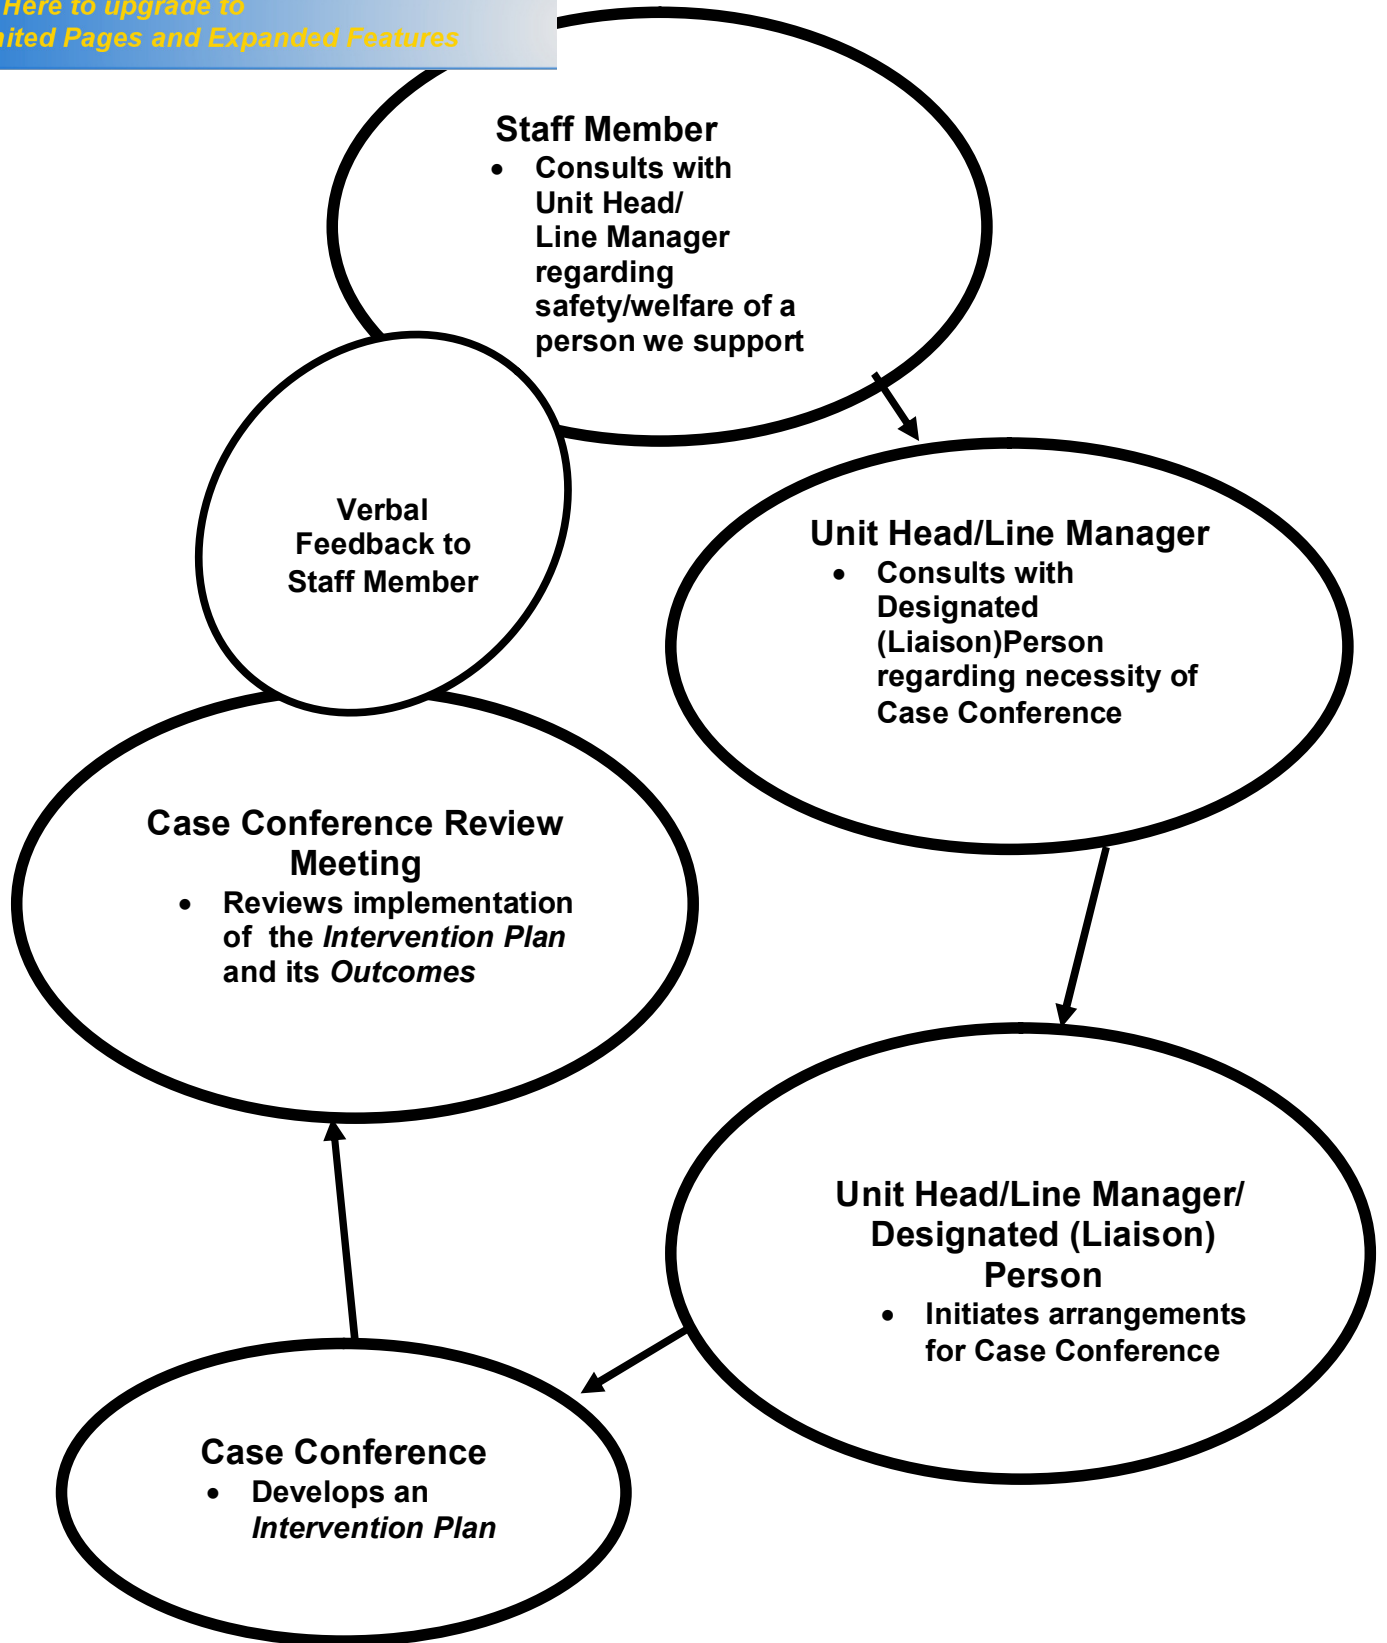 Here to upgrade to
ited Pages and Expanded Features
Staff Member
• Consults with
Unit Head/
Line Manager
regarding
safety/welfare of a
person we support
Verbal
Feedback to
Staff Member
Unit Head/Line Manager
• Consults with
Designated
(Liaison)Person
regarding necessity of
Case Conference
Case Conference Review
Meeting
• Reviews implementation
of the Intervention Plan
and its Outcomes
Unit Head/Line Manager/
Designated (Liaison)
Person
• Initiates arrangements
for Case Conference
Case Conference
• Develops an
Intervention Plan